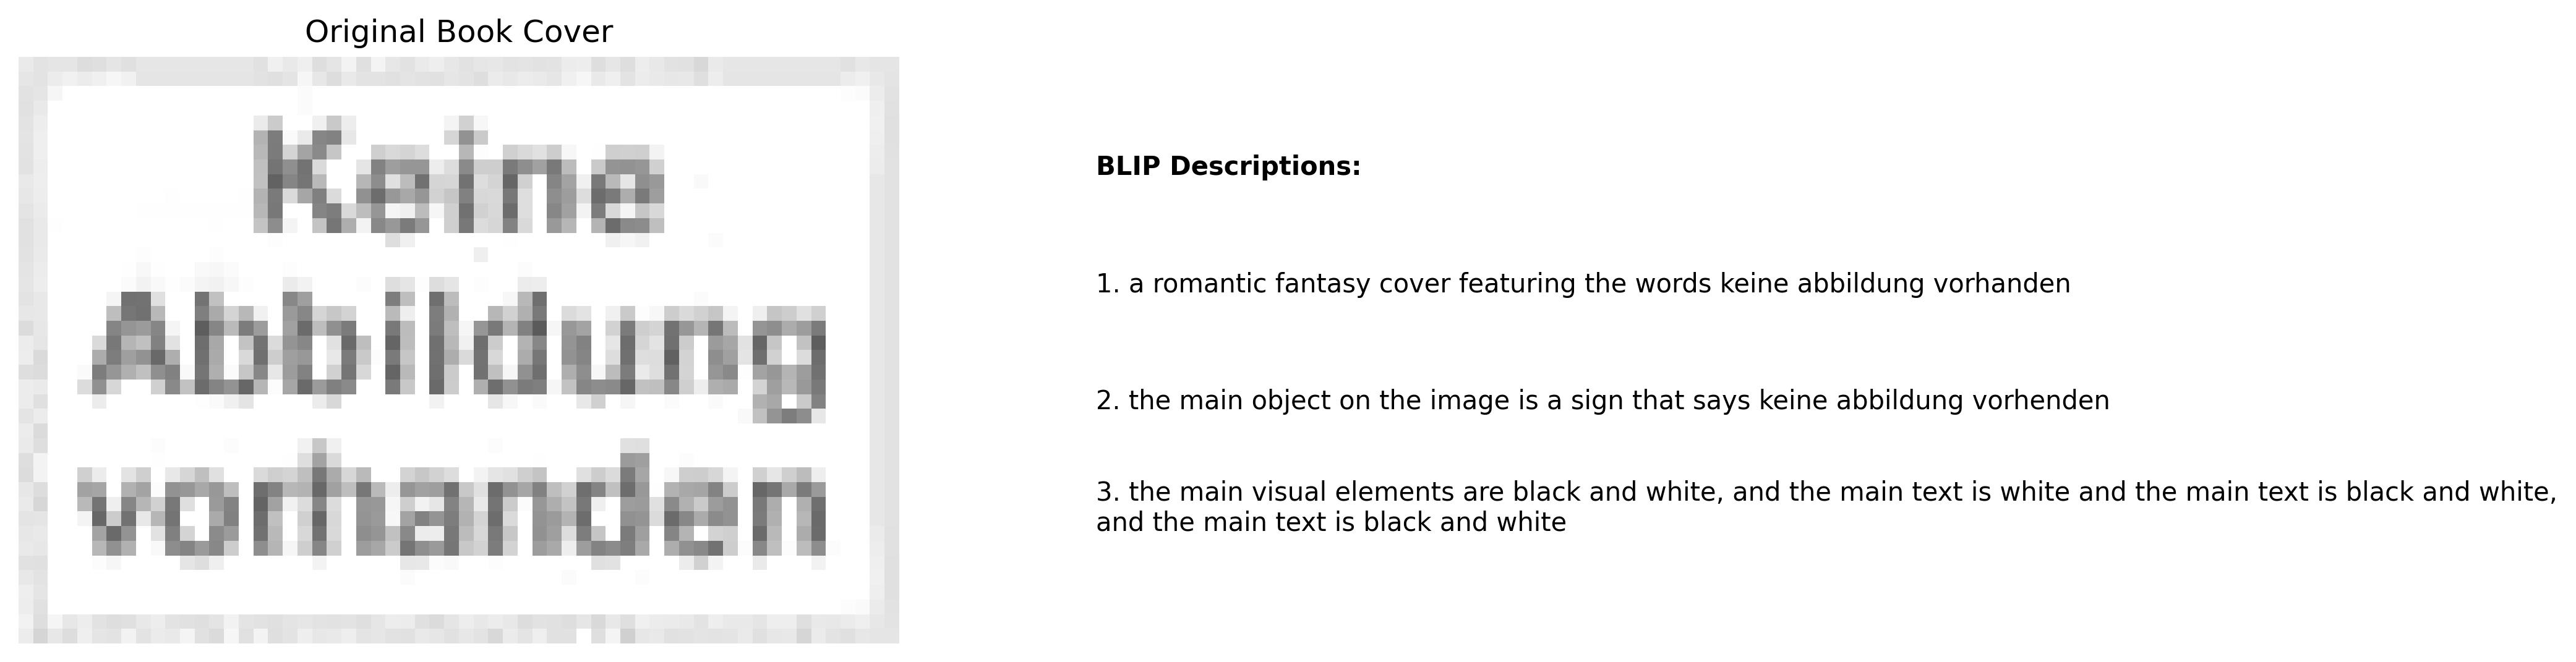 Original Book Cover
Keine
Abbildung
vorhanden
BLIP Descriptions:
1. a romantic fantasy cover featuring the words keine abbildung vorhanden
2. the main object on the image is a sign that says keine abbildung vorhenden
3. the main visual elements are black and white, and the main text is white and the main text is black and white,
and the main text is black and white